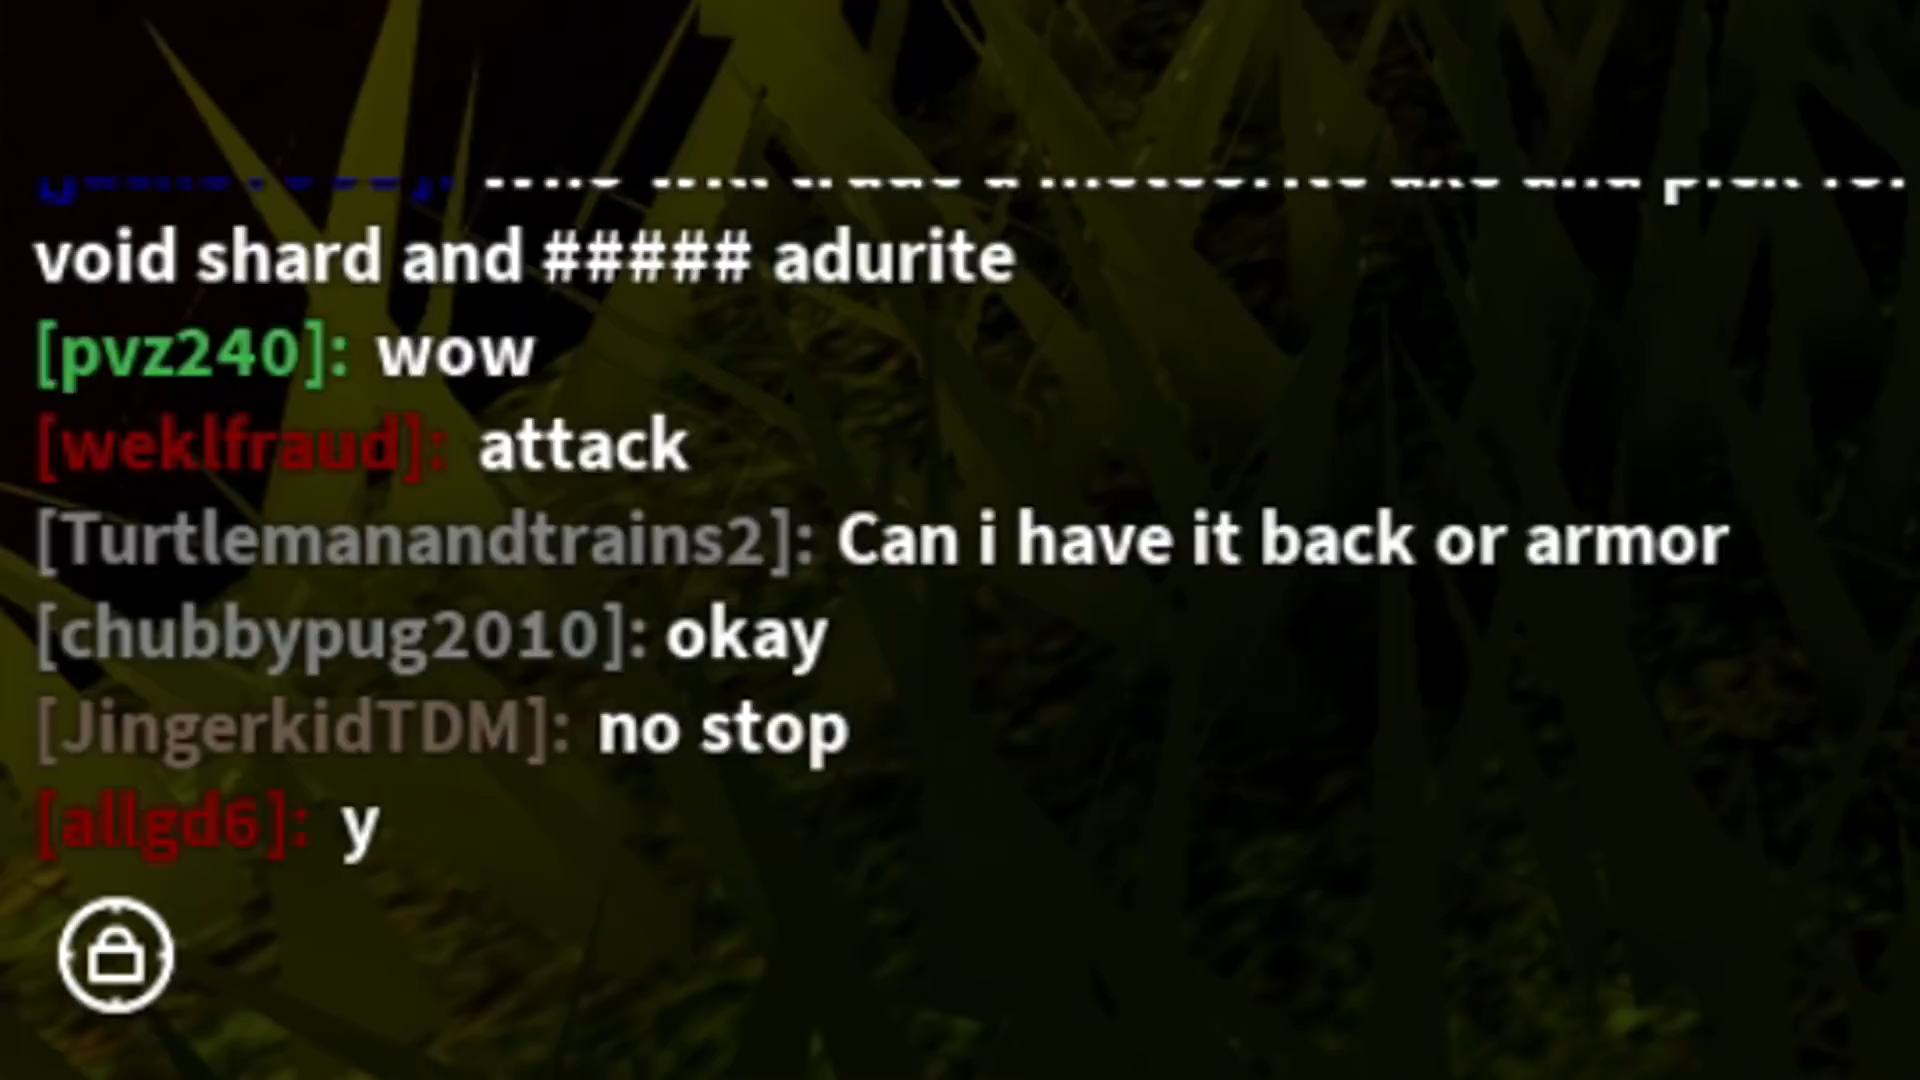 void shard and ##### adurite
[pvz240]: wow
[weklfraud]: attack
[Turtlemanandtrains2]: Can i have it back or armor
[chubbypug2010]: okay
[JingerkidTDM]: no stop
[allgd6]: y